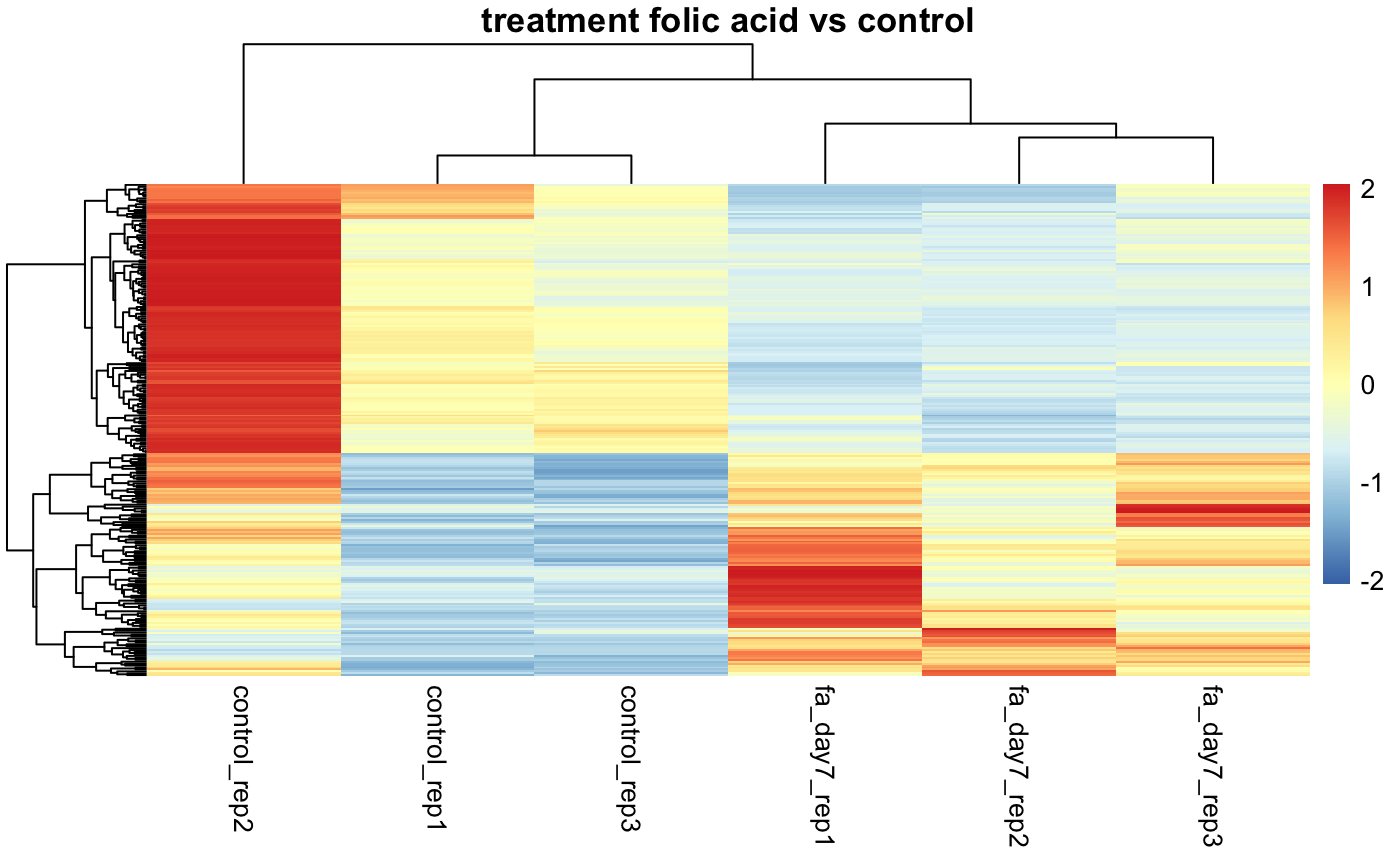 treatment folic acid vs control
2
1
0
-1
-2
control_rep2
control_rep1
control_rep3
fa_day7_rep1
fa_day7_rep2
fa_day7_rep3